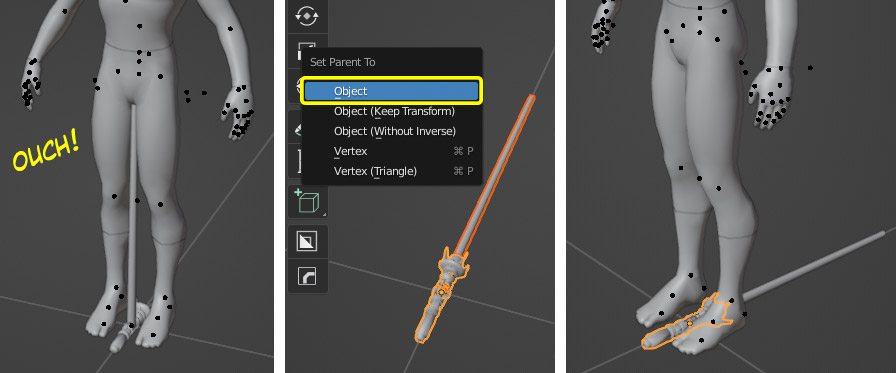 OUCH!
Set Parent To
Object
Object (Keep Transform)
Object (Without Inverse)
Vertex ⌘ P
Vertex (Triangle) ⌘ P